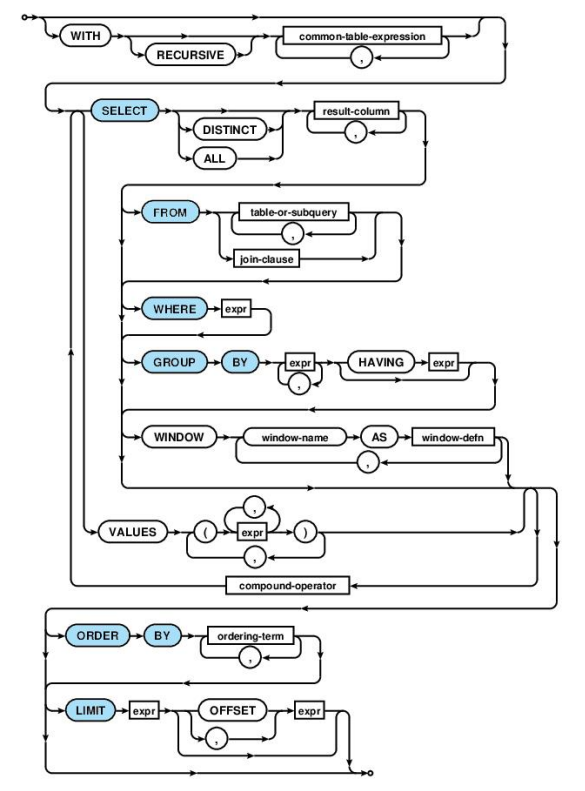 WITH
RECURSIVE
common-table-expression
,
SELECT
DISTINCT
ALL
result-column
,
FROM
table-or-subquery
,
join-clause
WHERE expr
GROUP BY expr HAVING expr
,
WINDOW window-name AS window-defn
,
VALUES ( expr )
,
,
compound-operator
ORDER BY ordering-term
,
LIMIT expr OFFSET expr
,